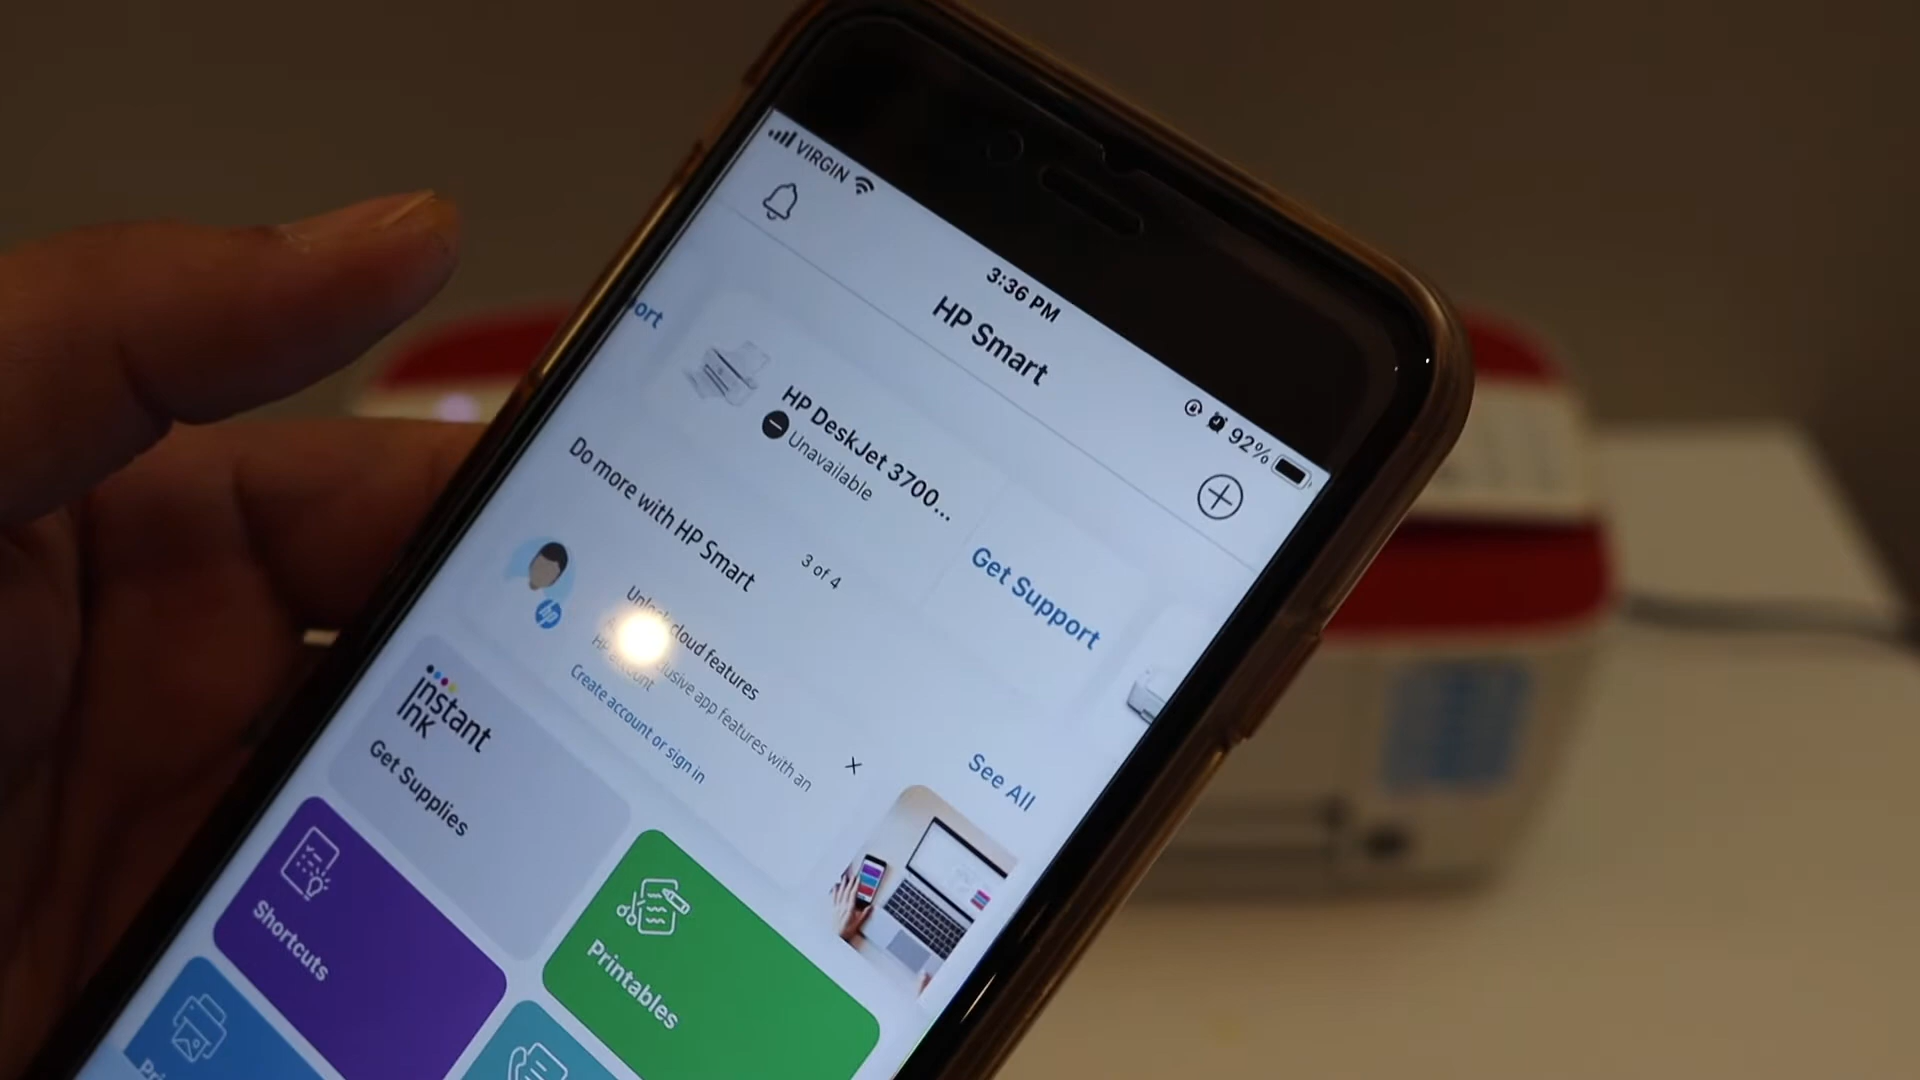 VIRGIN
3:36 PM
92%
HP Smart
ort
HP DeskJet 3700...
Unavailable
Get Support
3 of 4
Do more with HP Smart
See All
cloud features
app features with an
HP account
Create account or sign in
hp
instant
ink
Get Supplies
Shortcuts
Printables
Pri